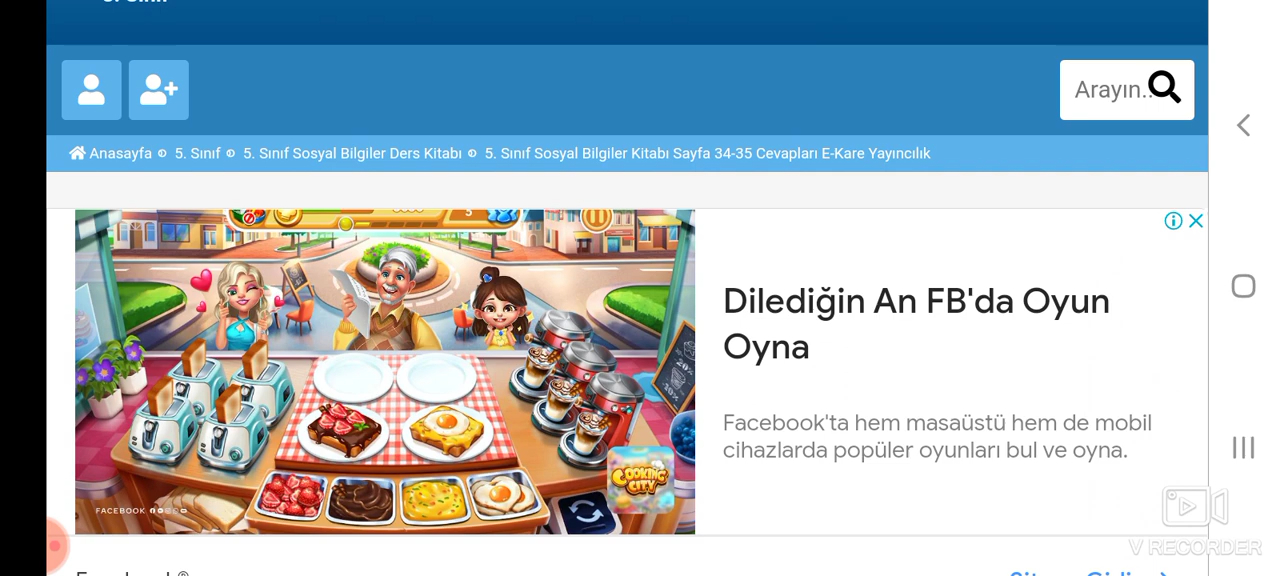 Arayın..
Anasayfa 5. Sınıf 5. Sınıf Sosyal Bilgiler Ders Kitabı 5. Sınıf Sosyal Bilgiler Kitabı Sayfa 34-35 Cevapları E-Kare Yayıncılık
5
Dilediğin An FB'da Oyun
Oyna
Facebook'ta hem masaüstü hem de mobil
cihazlarda popüler oyunları bul ve oyna.
20%
COOKING
CITY
FACEBOOK
V RECORDER